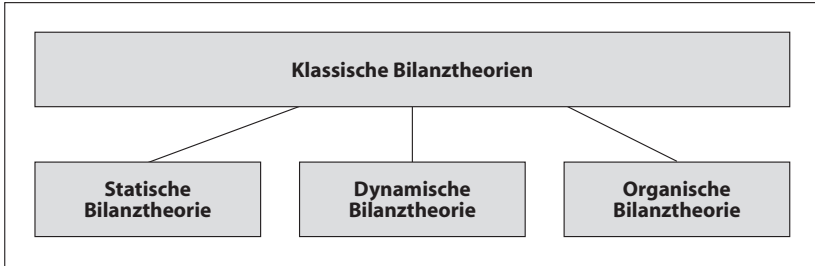 Klassische Bilanztheorien
Statische
Bilanztheorie
Dynamische
Bilanztheorie
Organische
Bilanztheorie